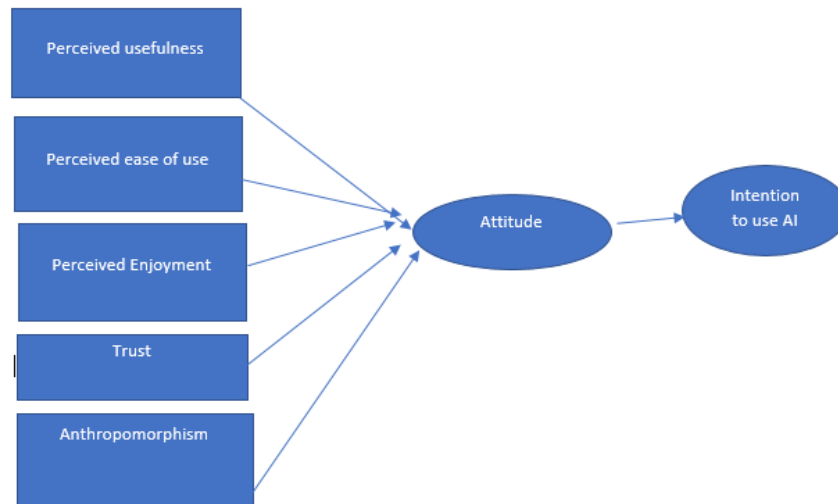 Perceived usefulness
Perceived ease of use
Perceived Enjoyment
Trust
Anthropomorphism
Attitude
Intention
to use AI